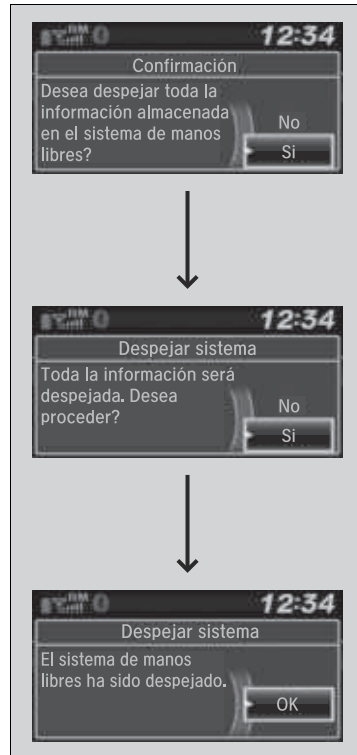 12:34
Confirmación
Desea despejar toda la
información almacenada
en el sistema de manos
libres?
No
Si
12:34
Despejar sistema
Toda la información será
despejada. Desea
proceder?
No
Si
12:34
Despejar sistema
El sistema de manos
libres ha sido despejado.
OK